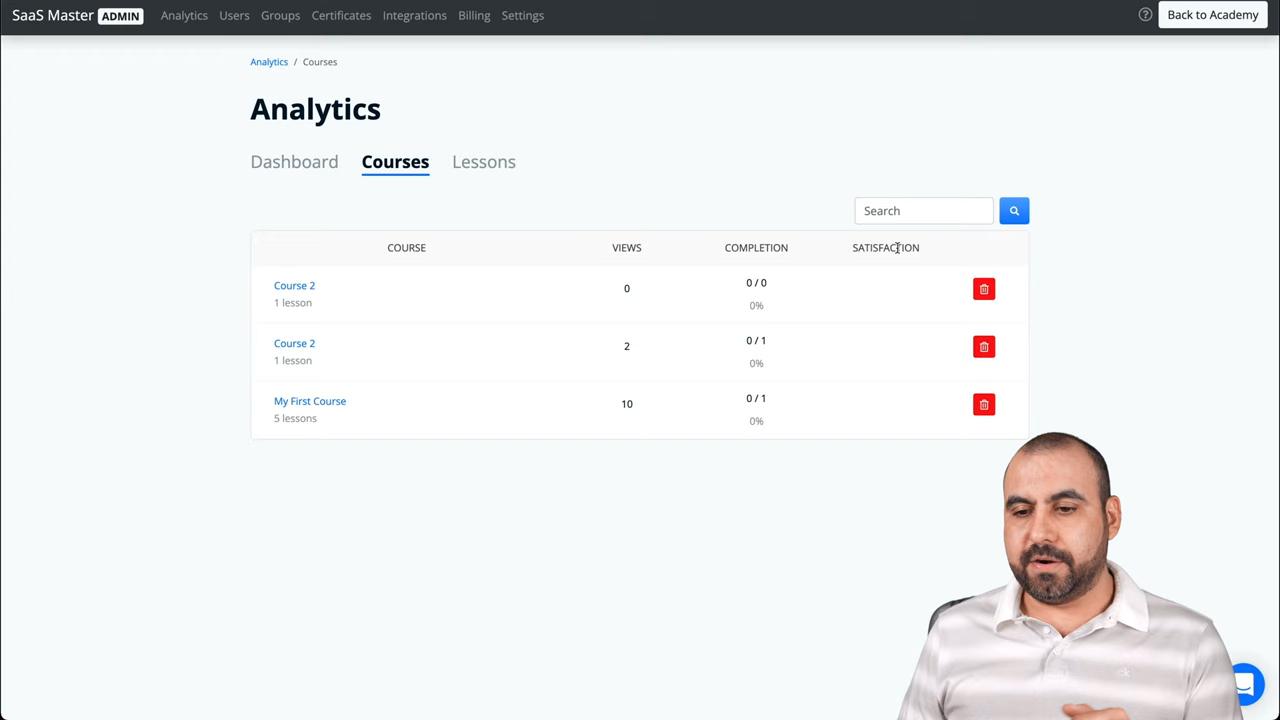 SaaS Master ADMIN Analytics Users Groups Certificates Integrations Billing Settings Back to Academy
Analytics / Courses
Analytics
Dashboard Courses Lessons
Search
COURSE VIEWS COMPLETION SATISFACTION
Course 2 0 0 / 0
1 lesson 0%
Course 2 2 0 / 1
1 lesson 0%
My First Course 10 0 / 1
5 lessons 0%